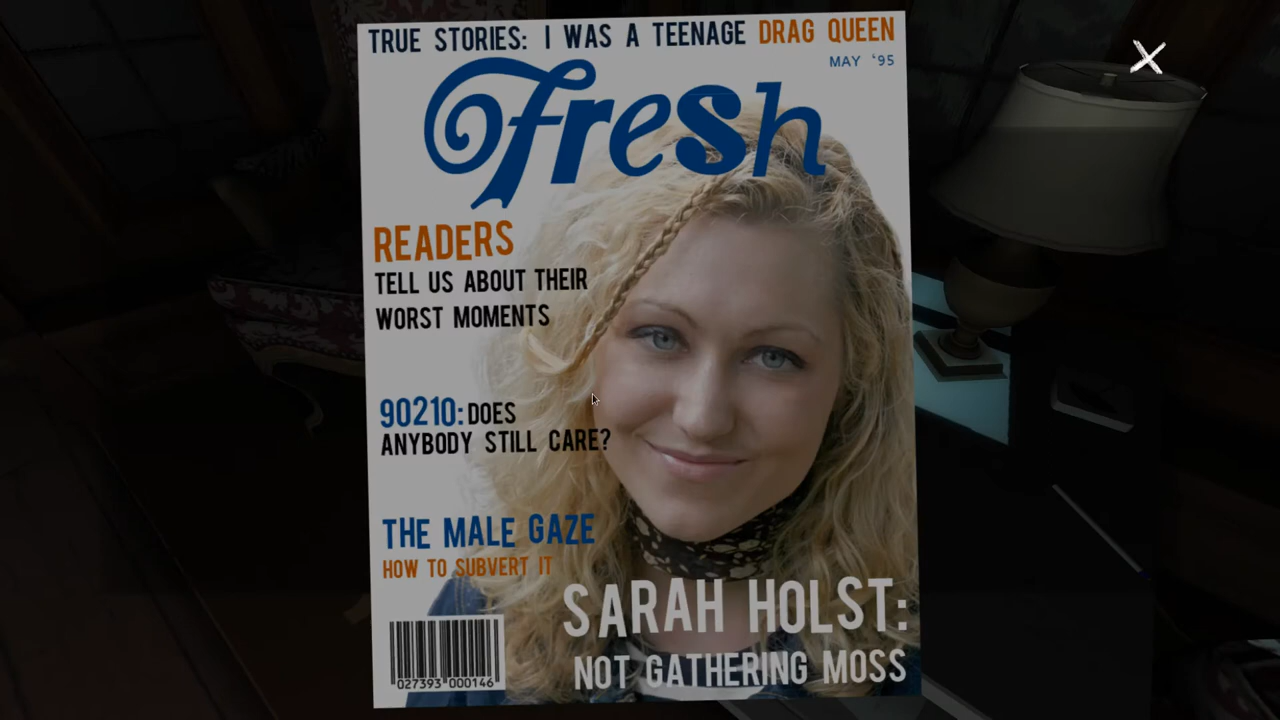 TRUE STORIES: I WAS A TEENAGE DRAG QUEEN
MAY '95
Fresh
READERS
TELL US ABOUT THEIR
WORST MOMENTS
90210: DOES
ANYBODY STILL CARE?
THE MALE GAZE
HOW TO SUBVERT IT
SARAH HOLST:
NOT GATHERING MOSS
027393 000146